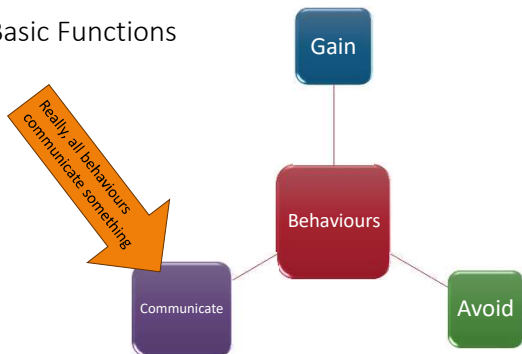 Basic Functions
Gain
Really, all behaviours
communicate something
Behaviours
Communicate
Avoid